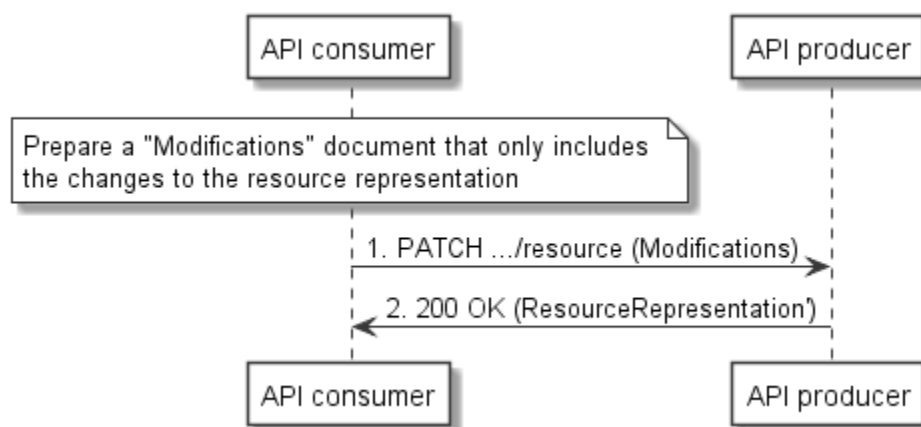 API consumer
API producer
Prepare a "Modifications" document that only includes
the changes to the resource representation
1. PATCH .../resource (Modifications)
2. 200 OK (ResourceRepresentation')
API consumer
API producer